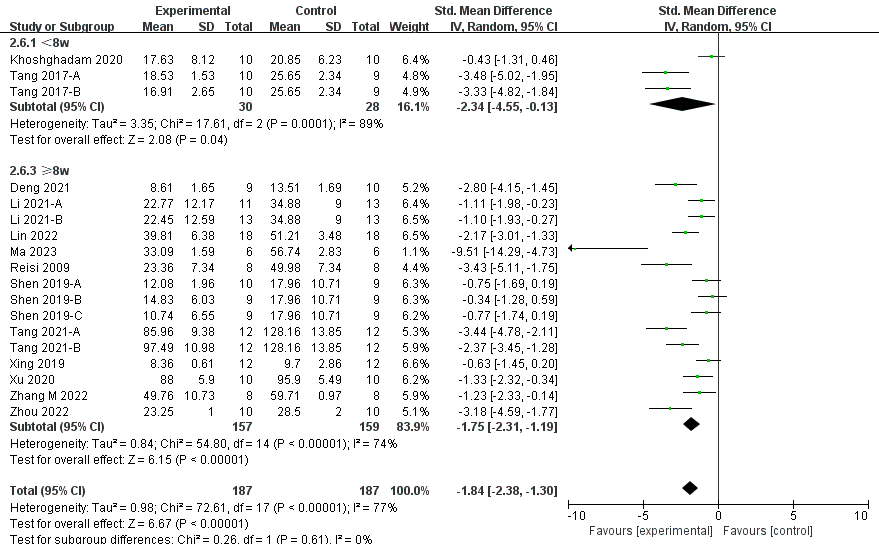 Experimental Control Std. Mean Difference Std. Mean Difference
Study or Subgroup Mean SD Total Mean SD Total Weight IV, Random, 95% CI IV, Random, 95% CI
2.6.1 <8w
Khoshghadam 2020 17.63 8.12 10 20.85 6.23 10 6.4% -0.43 [-1.31, 0.46]
Tang 2017-A 18.53 1.53 10 25.65 2.34 9 4.8% -3.48 [-5.02, -1.95]
Tang 2017-B 16.91 2.65 10 25.65 2.34 9 4.9% -3.33 [-4.82, -1.84]
Subtotal (95% CI) 30 28 16.1% -2.34 [-4.55, -0.13]
Heterogeneity: Tau² = 3.35; Chi² = 17.61, df = 2 (P = 0.0001); I² = 89%
Test for overall effect: Z = 2.08 (P = 0.04)
2.6.3 ≥8w
Deng 2021 8.61 1.65 9 13.51 1.69 10 5.2% -2.80 [-4.15, -1.45]
Li 2021-A 22.77 12.17 11 34.88 9 13 6.4% -1.11 [-1.98, -0.23]
Li 2021-B 22.45 12.59 13 34.88 9 13 6.5% -1.10 [-1.93, -0.27]
Lin 2022 39.81 6.38 18 51.21 3.48 18 6.5% -2.17 [-3.01, -1.33]
Ma 2023 33.09 1.59 6 56.74 2.83 6 1.1% -9.51 [-14.29, -4.73]
Reisi 2009 23.36 7.34 8 49.98 7.34 8 4.5% -3.43 [-5.11, -1.75]
Shen 2019-A 12.08 1.96 10 17.96 10.71 9 6.3% -0.75 [-1.69, 0.19]
Shen 2019-B 14.83 6.03 9 17.96 10.71 9 6.3% -0.34 [-1.28, 0.59]
Shen 2019-C 10.74 6.55 9 17.96 10.71 9 6.2% -0.77 [-1.74, 0.19]
Tang 2021-A 85.96 9.38 12 128.16 13.85 12 5.3% -3.44 [-4.78, -2.11]
Tang 2021-B 97.49 10.98 12 128.16 13.85 12 5.9% -2.37 [-3.45, -1.28]
Xing 2019 8.36 0.61 12 9.7 2.86 12 6.6% -0.63 [-1.45, 0.20]
Xu 2020 88 5.9 10 95.9 5.49 10 6.1% -1.33 [-2.32, -0.34]
Zhang M 2022 49.76 10.73 8 59.71 0.97 8 5.9% -1.23 [-2.33, -0.14]
Zhou 2022 23.25 1 10 28.5 2 10 5.1% -3.18 [-4.59, -1.77]
Subtotal (95% CI) 157 159 83.9% -1.75 [-2.31, -1.19]
Heterogeneity: Tau² = 0.84; Chi² = 54.80, df = 14 (P < 0.00001); I² = 74%
Test for overall effect: Z = 6.15 (P < 0.00001)
Total (95% CI) 187 187 100.0% -1.84 [-2.38, -1.30]
Heterogeneity: Tau² = 0.98; Chi² = 72.61, df = 17 (P < 0.00001); I² = 77%
Test for overall effect: Z = 6.67 (P < 0.00001)
Test for subgroup differences: Chi² = 0.26, df = 1 (P = 0.61), I² = 0%
-10 -5 0 5 10
Favours [experimental] Favours [control]